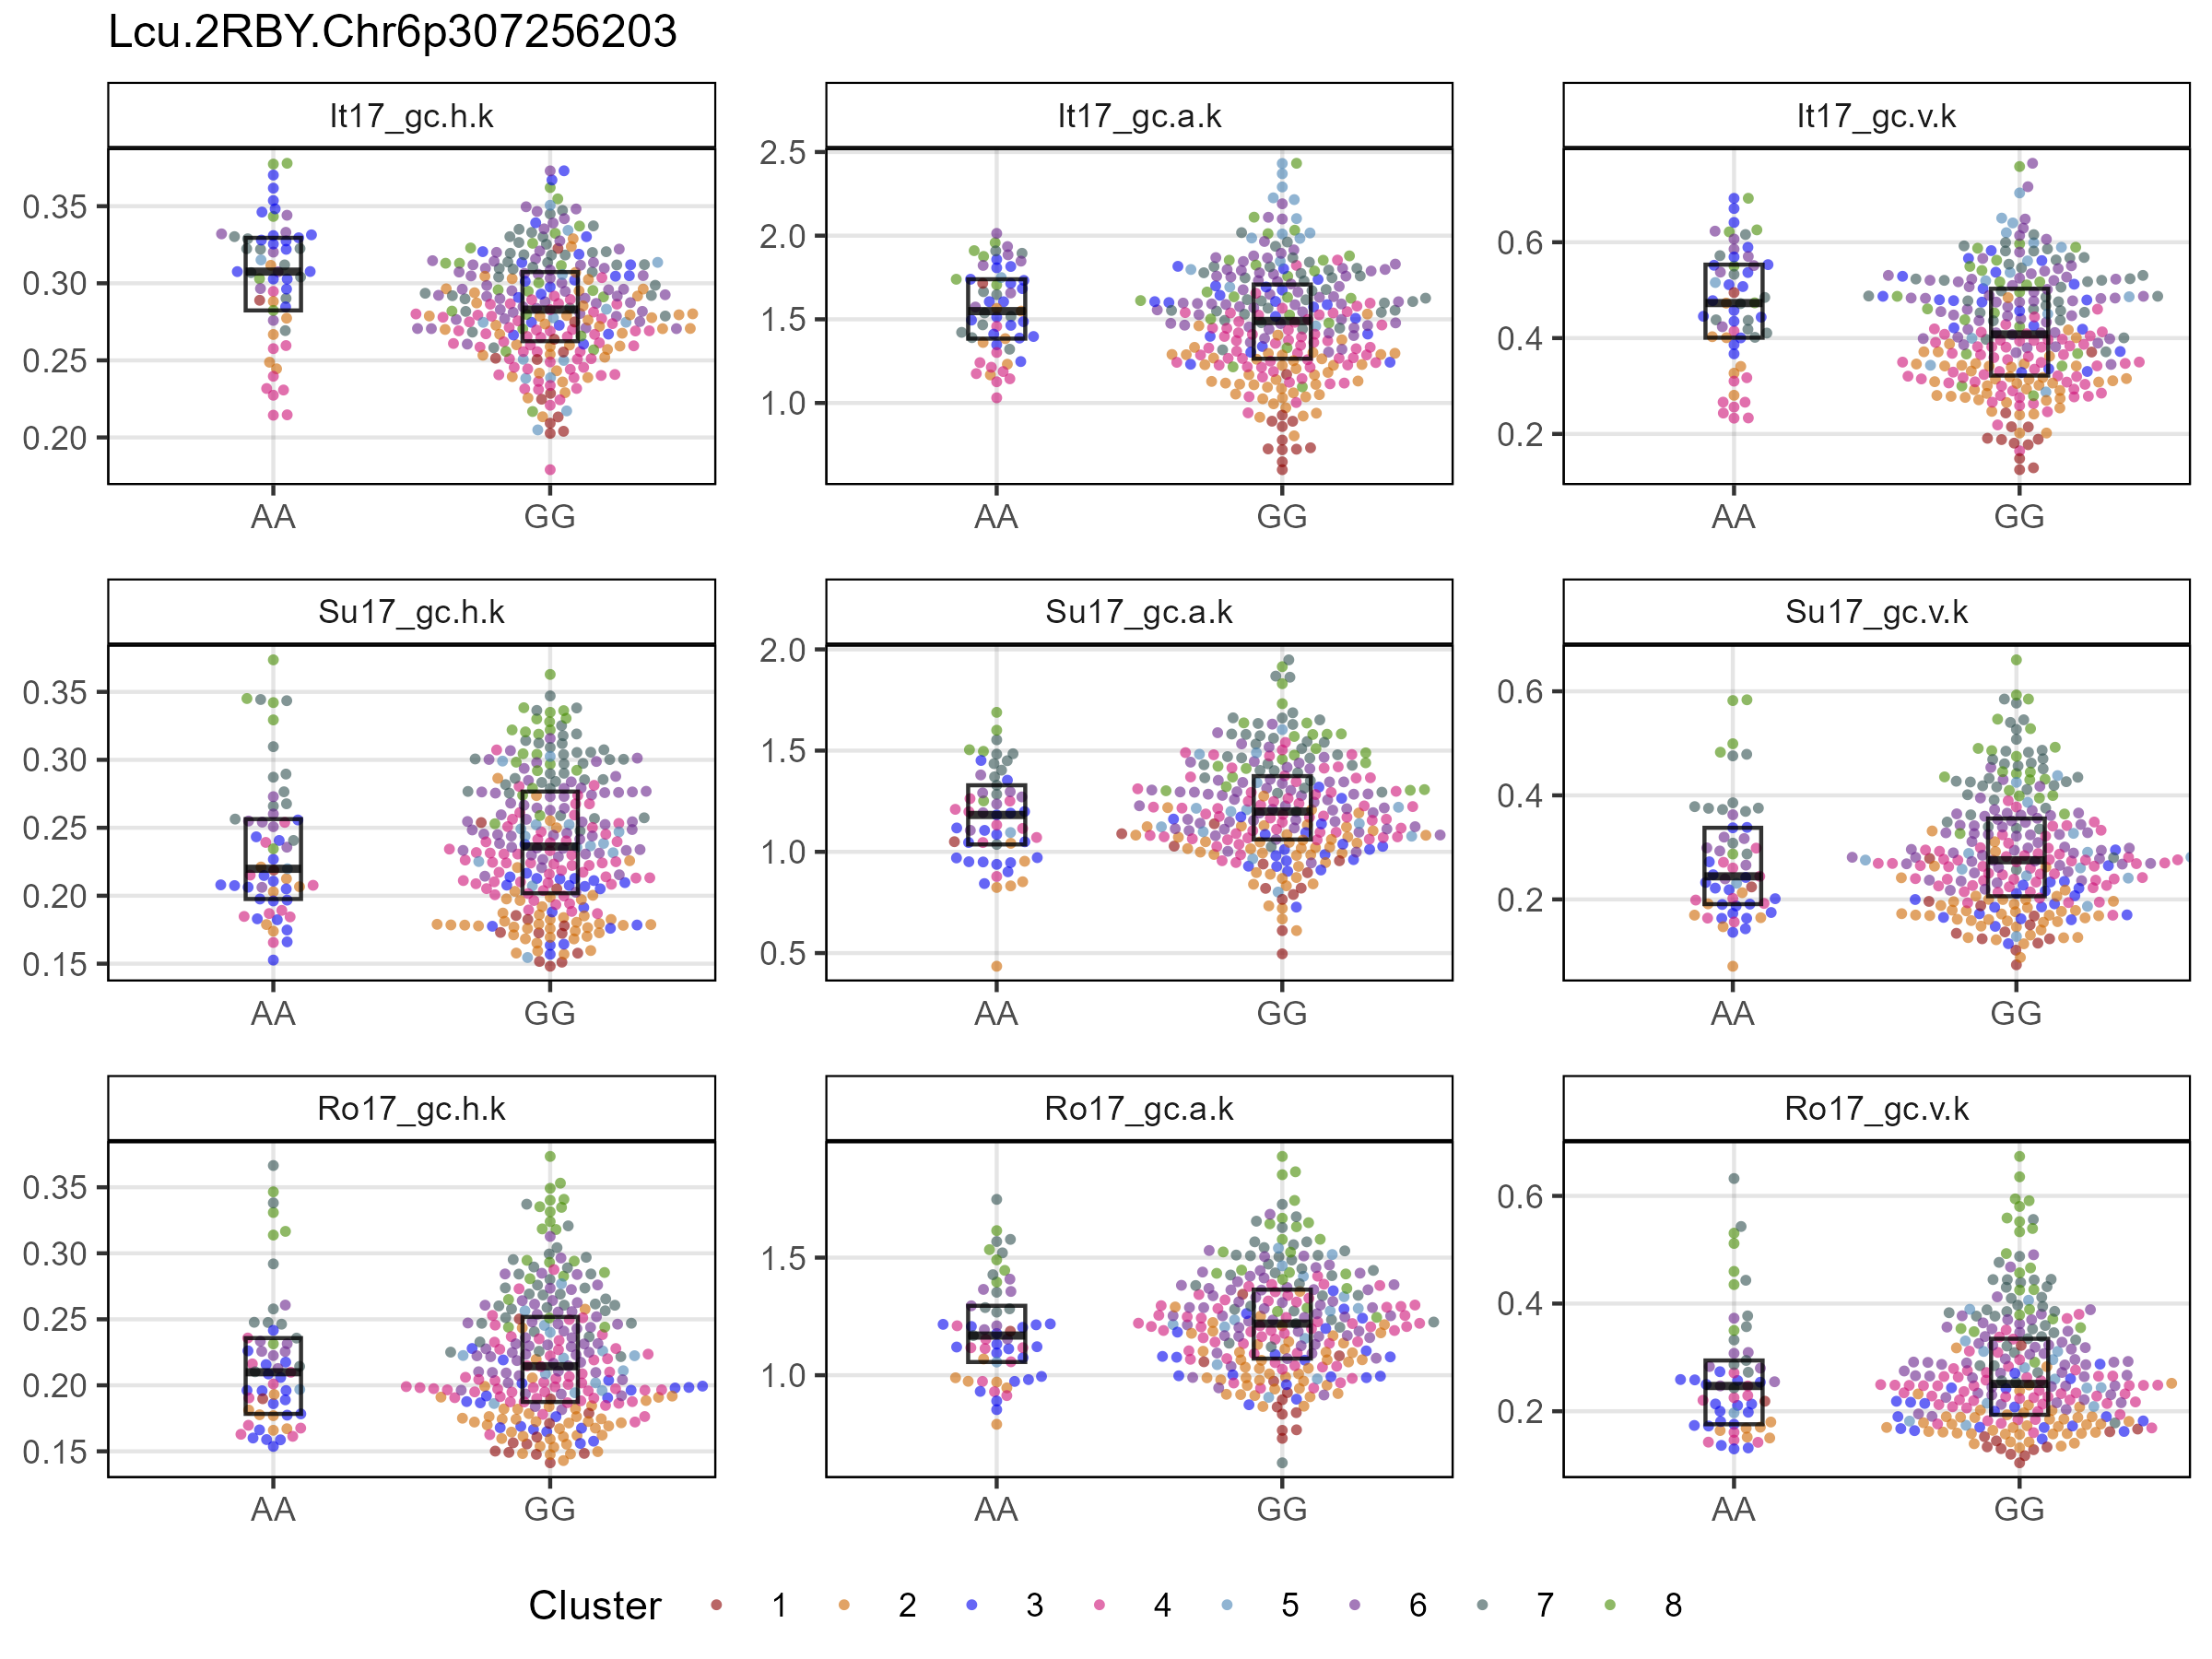 Lcu.2RBY.Chr6p307256203
It17_gc.h.k
It17_gc.a.k
It17_gc.v.k
0.35
0.30
0.25
0.20
AA
GG
2.5
2.0
1.5
1.0
AA
GG
0.6
0.4
0.2
AA
GG
Su17_gc.h.k
Su17_gc.a.k
Su17_gc.v.k
0.35
0.30
0.25
0.20
0.15
AA
GG
2.0
1.5
1.0
0.5
AA
GG
0.6
0.4
0.2
AA
GG
Ro17_gc.h.k
Ro17_gc.a.k
Ro17_gc.v.k
0.35
0.30
0.25
0.20
0.15
AA
GG
1.5
1.0
AA
GG
0.6
0.4
0.2
AA
GG
Cluster 1 2 3 4 5 6 7 8